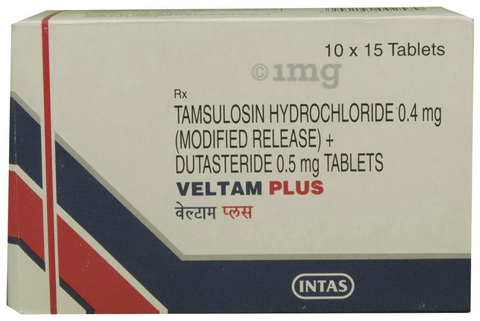 10 x 15 Tablets
©1mg
Rx
TAMSULOSIN HYDROCHLORIDE 0.4 mg
(MODIFIED RELEASE) +
DUTASTERIDE 0.5 mg TABLETS
VELTAM PLUS
वेल्टाम प्लस
INTAS